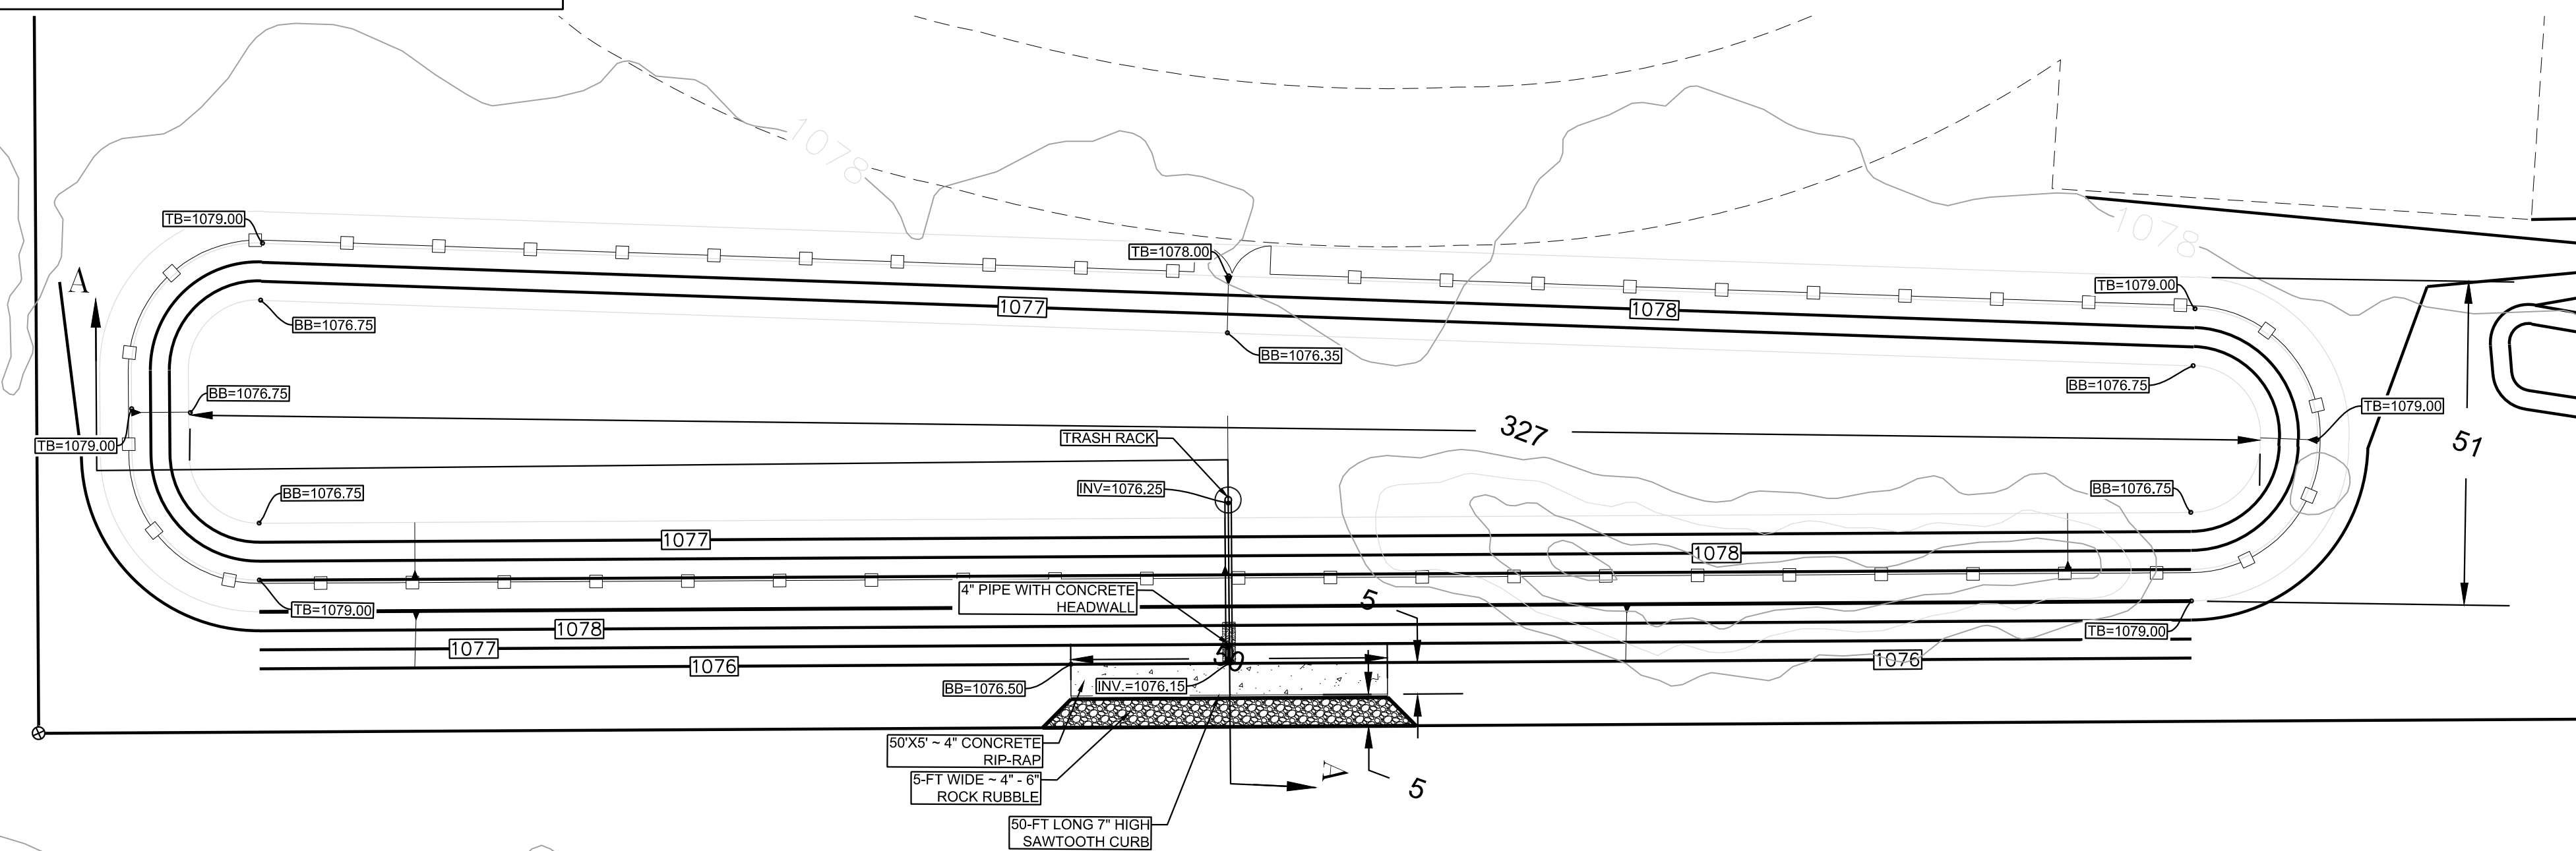 1078
1078
TB=1079.00
TB=1078.00
TB=1079.00
A
1077
1078
BB=1076.75
BB=1076.35
BB=1076.75
BB=1076.75
TB=1079.00
327
51
TB=1079.00
TRASH RACK
BB=1076.75
INV=1076.25
BB=1076.75
1077
1078
4" PIPE WITH CONCRETE
HEADWALL
5
TB=1079.00
1078
TB=1079.00
1077
1076
50
1076
BB=1076.50
INV.=1076.15
50'X5' ~ 4" CONCRETE
RIP-RAP
A
5-FT WIDE ~ 4" - 6"
ROCK RUBBLE
5
50-FT LONG 7" HIGH
SAWTOOTH CURB